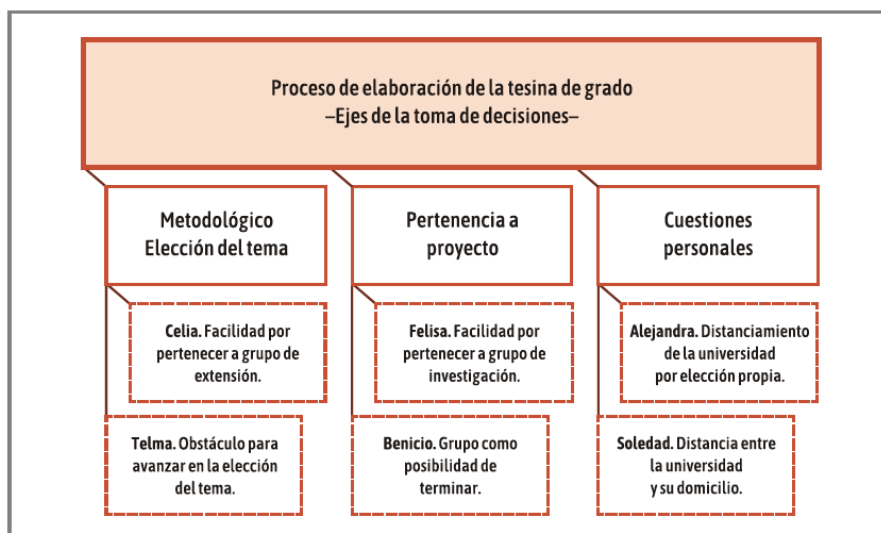 Proceso de elaboración de la tesina de grado
–Ejes de la toma de decisiones–
Metodológico
Elección del tema
Pertenencia a
proyecto
Cuestiones
personales
Celia. Facilidad por
pertenecer a grupo de
extensión.
Felisa. Facilidad por
pertenecer a grupo de
investigación.
Alejandra. Distanciamiento
de la universidad
por elección propia.
Telma. Obstáculo para
avanzar en la elección
del tema.
Benicio. Grupo como
posibilidad de
terminar.
Soledad. Distancia entre
la universidad
y su domicilio.